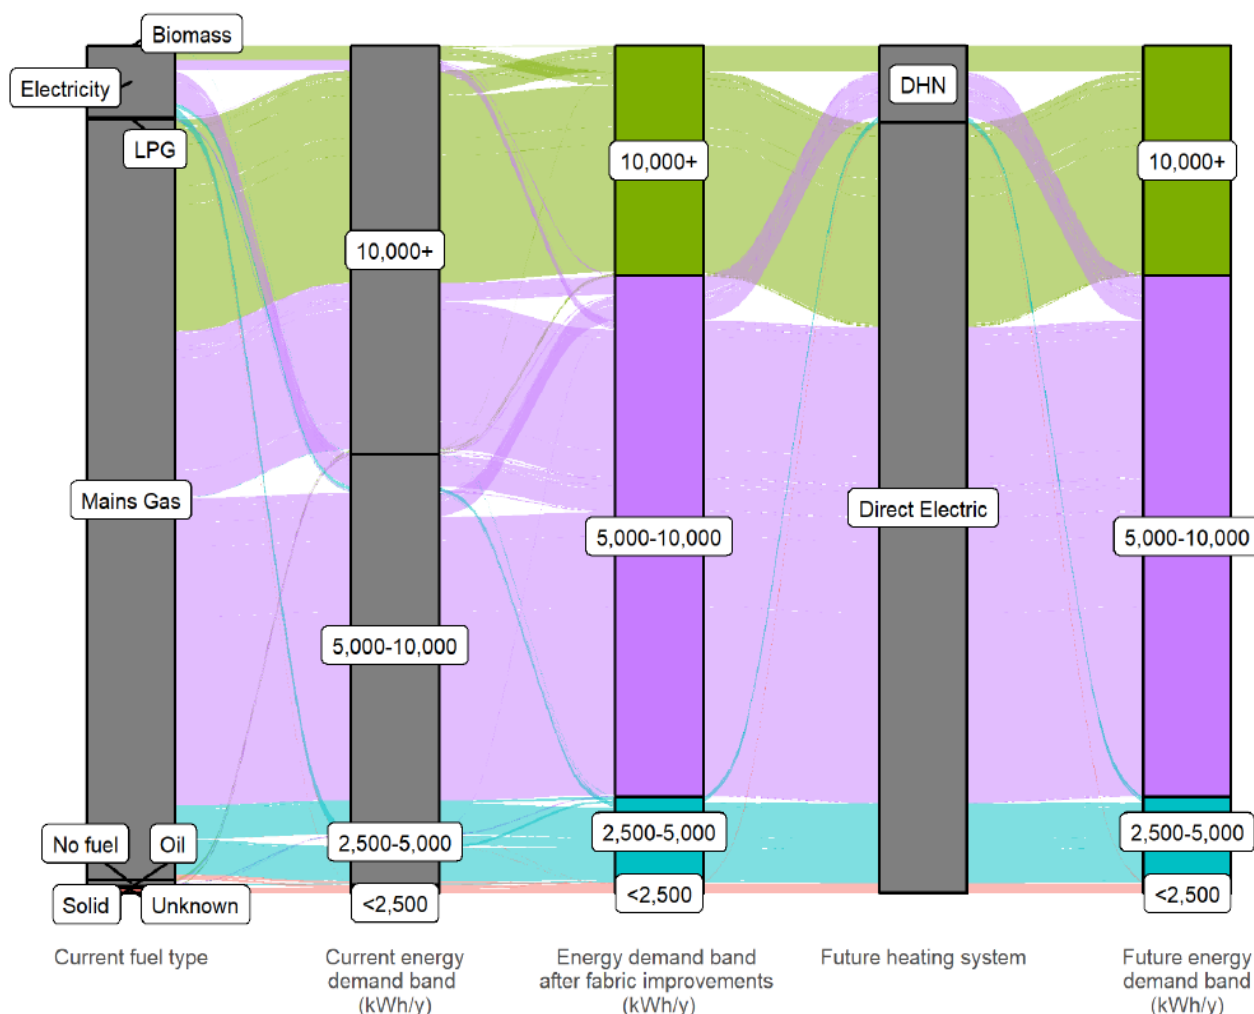 Biomass
Electricity
LPG
Mains Gas
No fuel
Oil
Solid
Unknown
10,000+
5,000-10,000
2,500-5,000
<2,500
10,000+
5,000-10,000
2,500-5,000
<2,500
DHN
Direct Electric
10,000+
5,000-10,000
2,500-5,000
<2,500
Current fuel type
Current energy
demand band
(kWh/y)
Energy demand band
after fabric improvements
(kWh/y)
Future heating system
Future energy
demand band
(kWh/y)